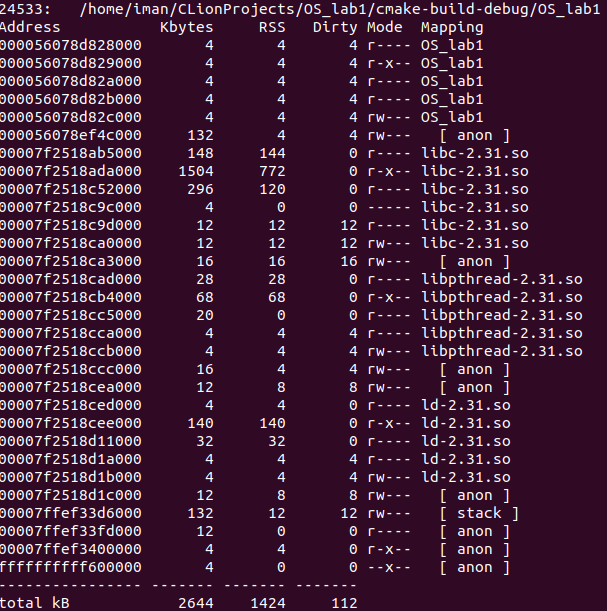 24533:   /home/iman/CLionProjects/OS_lab1/cmake-build-debug/OS_lab1
Address           Kbytes     RSS   Dirty Mode  Mapping
000056078d828000       4       4       4 r---- OS_lab1
000056078d829000       4       4       4 r-x-- OS_lab1
000056078d82a000       4       4       4 r---- OS_lab1
000056078d82b000       4       4       4 r---- OS_lab1
000056078d82c000       4       4       4 rw--- OS_lab1
000056078ef4c000     132       4       4 rw---   [ anon ]
00007f2518ab5000     148     144       0 r---- libc-2.31.so
00007f2518ada000    1504     772       0 r-x-- libc-2.31.so
00007f2518c52000     296     120       0 r---- libc-2.31.so
00007f2518c9c000       4       0       0 ----- libc-2.31.so
00007f2518c9d000      12      12      12 r---- libc-2.31.so
00007f2518ca0000      12      12      12 rw--- libc-2.31.so
00007f2518ca3000      16      16      16 rw---   [ anon ]
00007f2518cad000      28      28       0 r---- libpthread-2.31.so
00007f2518cb4000      68      68       0 r-x-- libpthread-2.31.so
00007f2518cc5000      20       0       0 r---- libpthread-2.31.so
00007f2518cca000       4       4       4 r---- libpthread-2.31.so
00007f2518ccb000       4       4       4 rw--- libpthread-2.31.so
00007f2518ccc000      16       4       4 rw---   [ anon ]
00007f2518cea000      12       8       8 rw---   [ anon ]
00007f2518ced000       4       4       0 r---- ld-2.31.so
00007f2518cee000     140     140       0 r-x-- ld-2.31.so
00007f2518d11000      32      32       0 r---- ld-2.31.so
00007f2518d1a000       4       4       4 r---- ld-2.31.so
00007f2518d1b000       4       4       4 rw--- ld-2.31.so
00007f2518d1c000      12       8       8 rw---   [ anon ]
00007ffef33d6000     132      12      12 rw---   [ stack ]
00007ffef33fd000      12       0       0 r----   [ anon ]
00007ffef3400000       4       4       0 r-x--   [ anon ]
ffffffffff600000       4       0       0 --x--   [ anon ]
---------------- ------- ------- -------
total kB            2644    1424     112